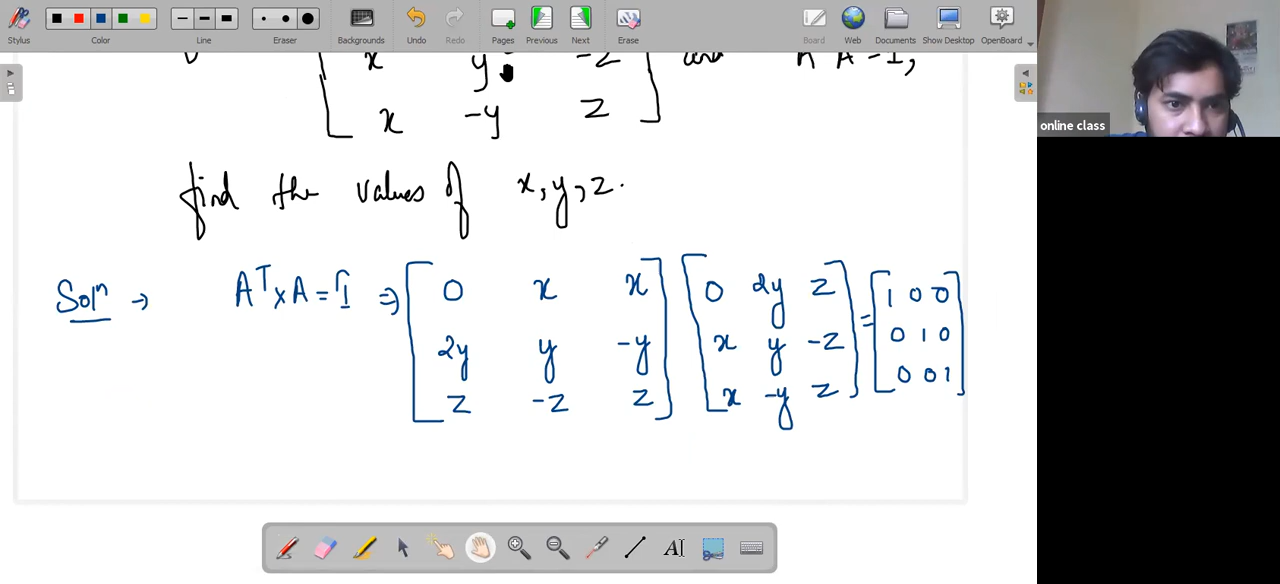 Stylus Color Line Eraser Backgrounds Undo Redo Pages Previous Next Erase Board Web Documents Show Desktop OpenBoard
online class
x y -z and A = I,
x -y z
find the values of x, y, z.
Solⁿ → Aᵀ × A = I ⇒ [0 x x [0 2y z = [1 0 0
2y y -y x y -z 0 1 0
z -z z] x -y z] 0 0 1]
AI